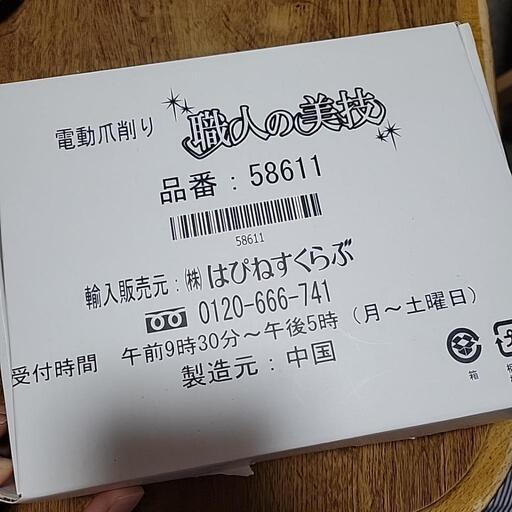 電動爪削り 職人の美技
品番：58611
58611
輸入販売元：㈱はぴねすくらぶ
0120-666-741
受付時間 午前9時30分～午後5時（月～土曜日）
製造元：中国
箱